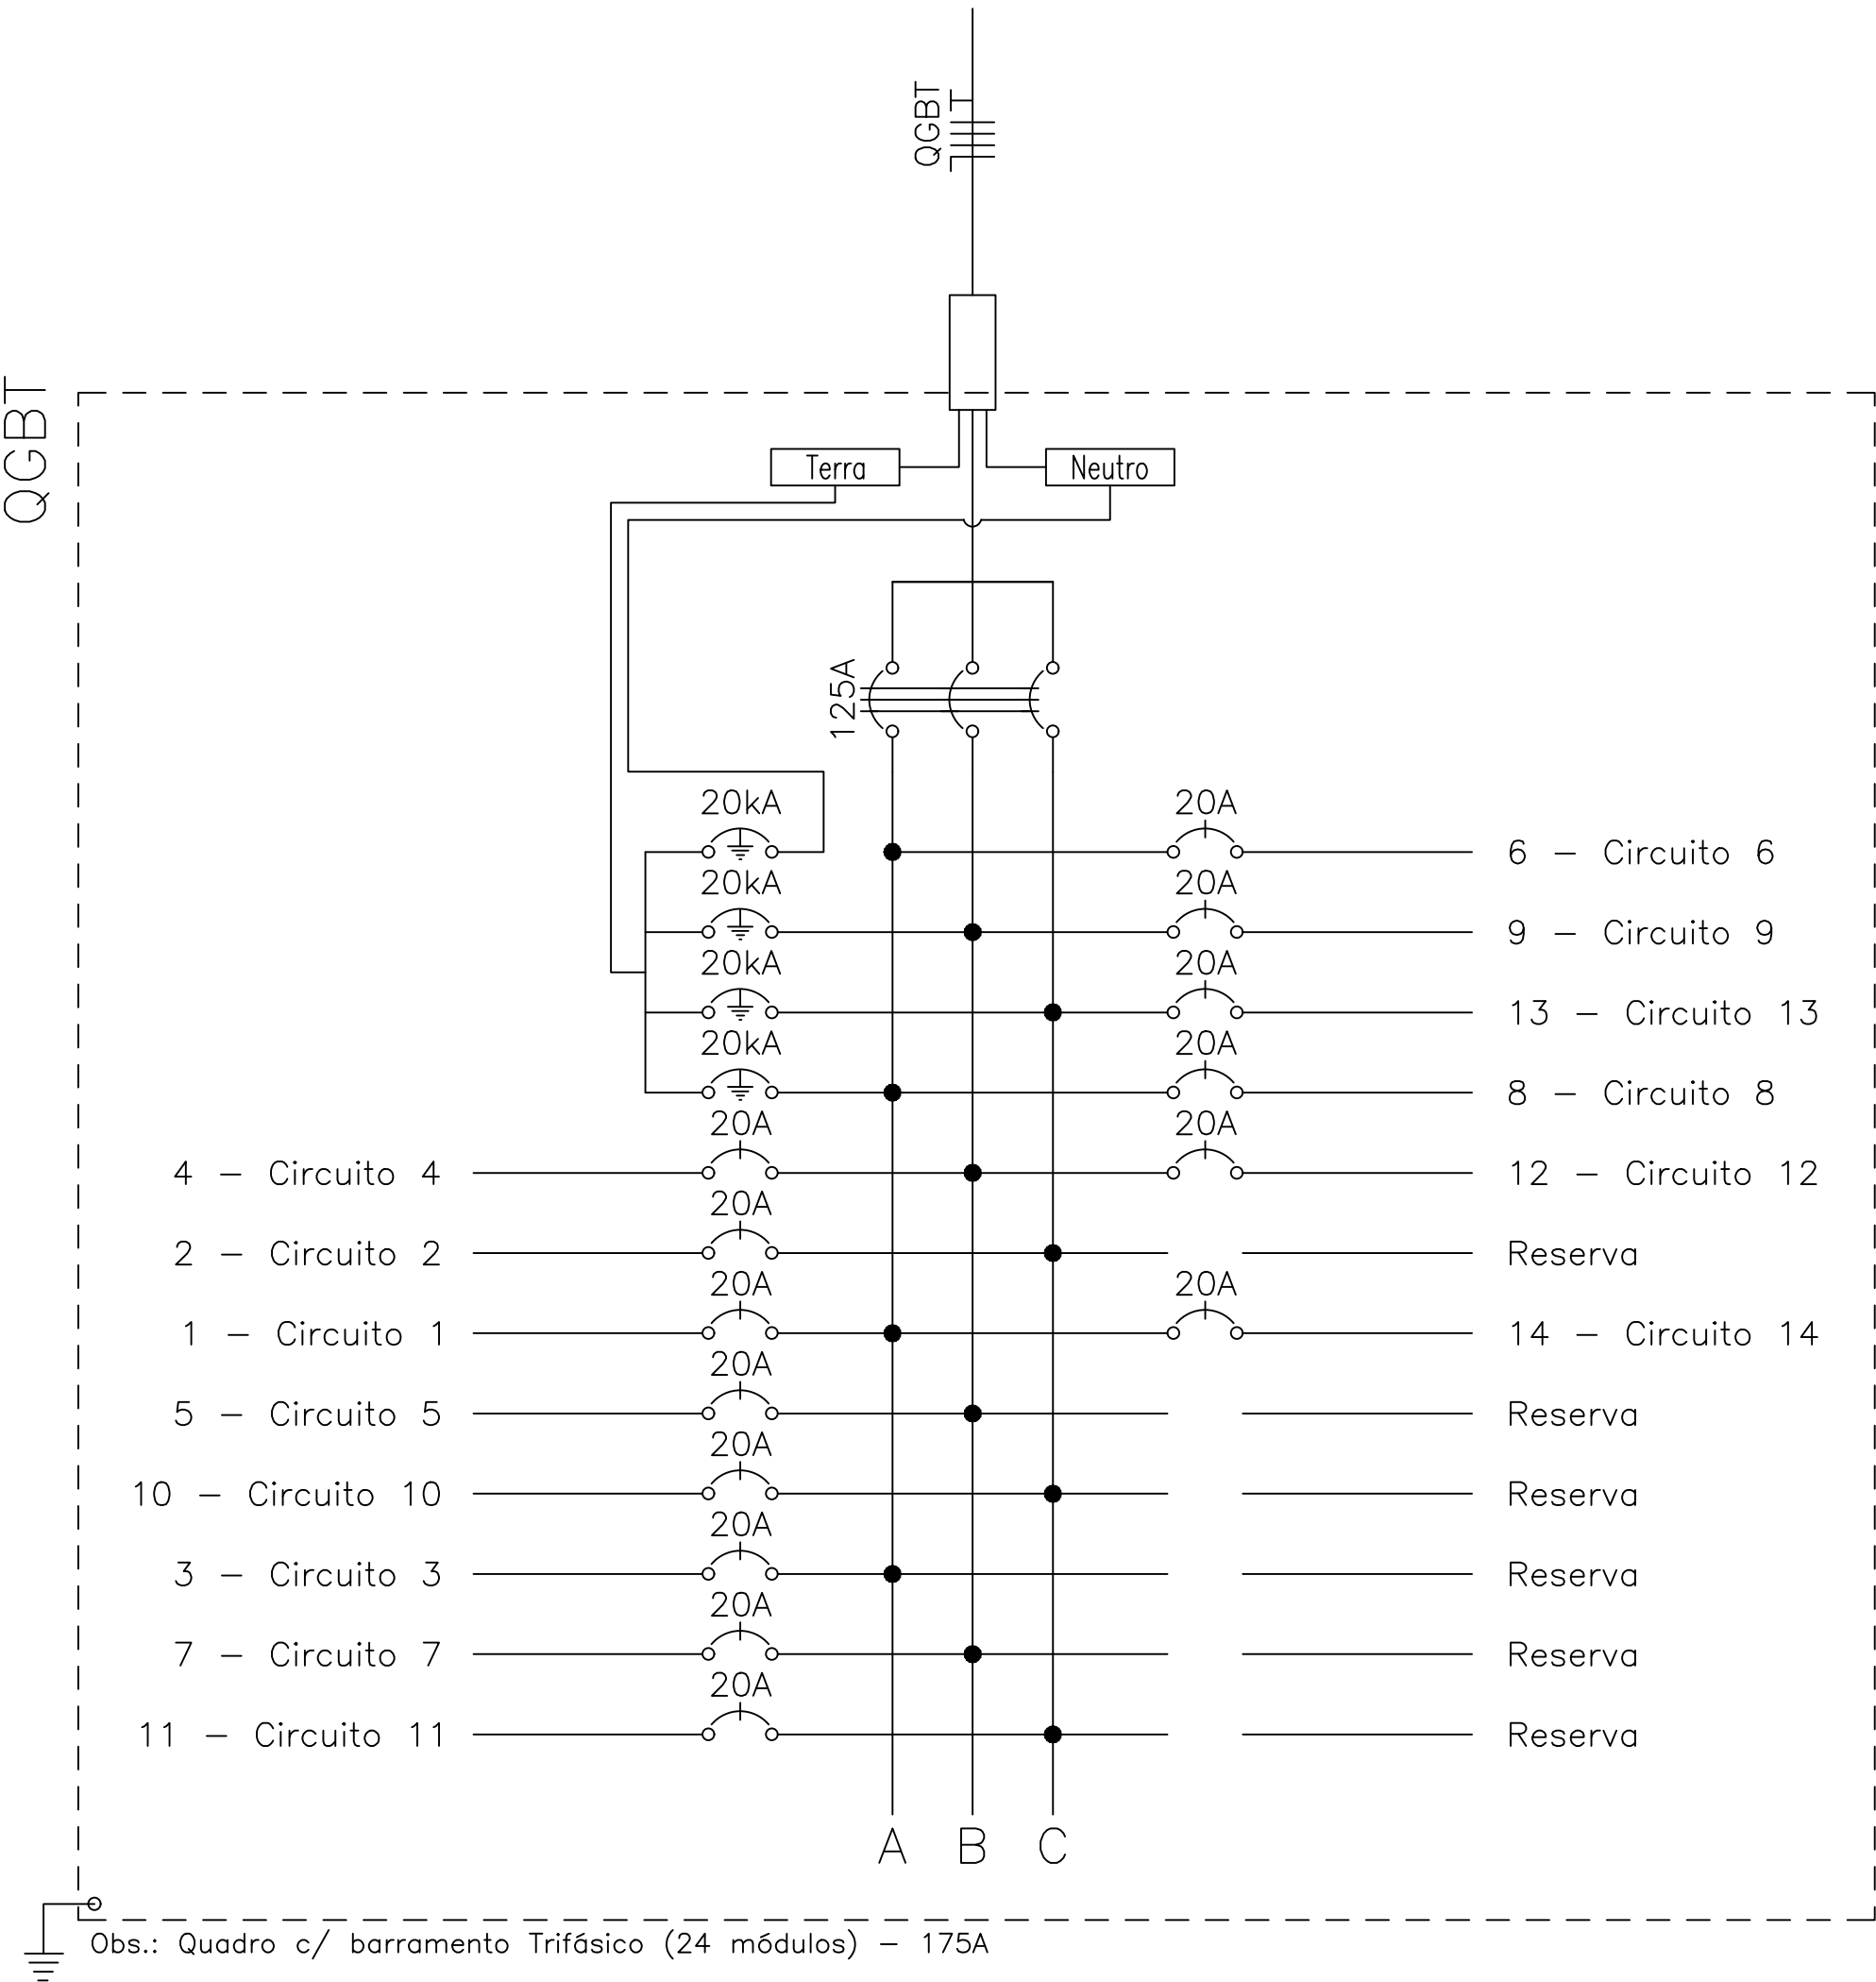 QGBT
QGBT
Terra
Neutro
125A
20kA
20A
6 - Circuito 6
20kA
20A
9 - Circuito 9
20kA
20A
13 - Circuito 13
20kA
20A
8 - Circuito 8
20A
20A
4 - Circuito 4
12 - Circuito 12
20A
2 - Circuito 2
Reserva
20A
20A
1 - Circuito 1
14 - Circuito 14
20A
5 - Circuito 5
Reserva
20A
10 - Circuito 10
Reserva
20A
3 - Circuito 3
Reserva
20A
7 - Circuito 7
Reserva
20A
11 - Circuito 11
Reserva
A B C
Obs.: Quadro c/ barramento Trifásico (24 módulos) - 175A